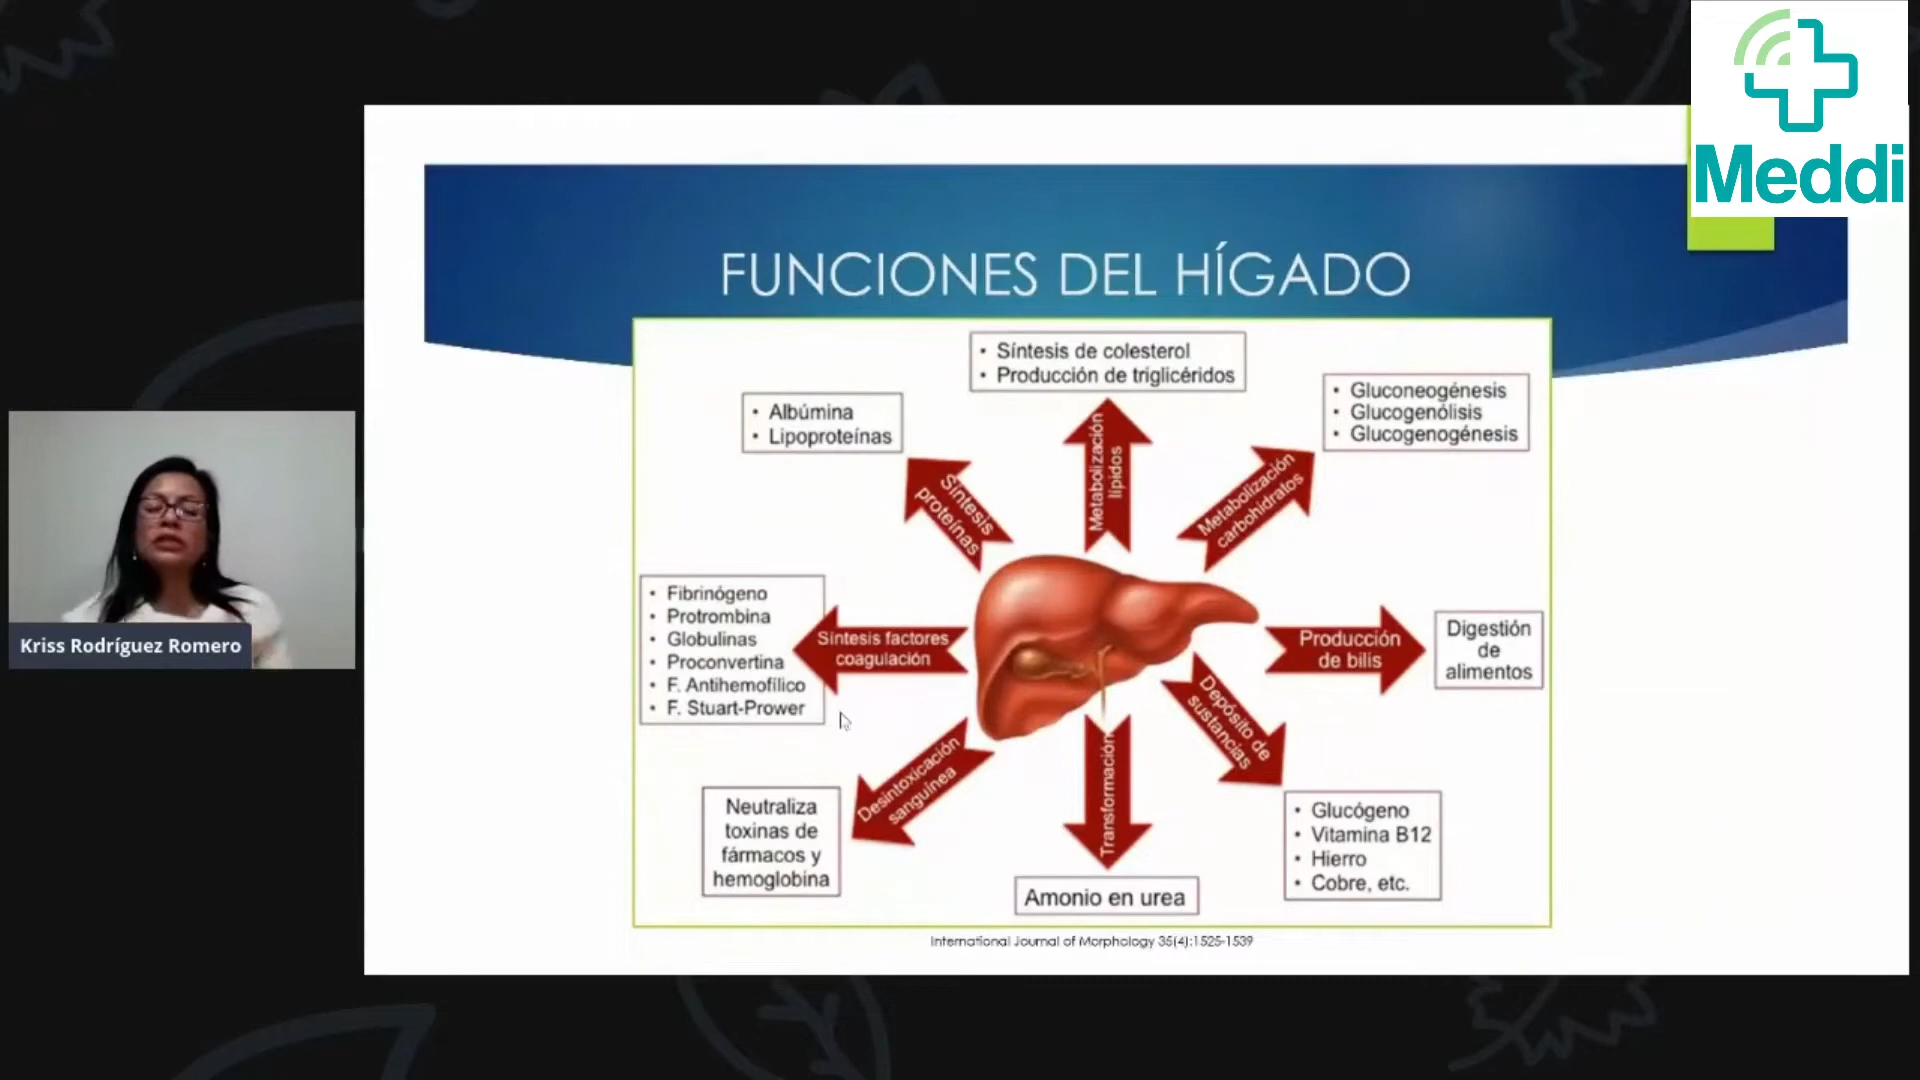 Meddi
FUNCIONES DEL HÍGADO
• Síntesis de colesterol
• Producción de triglicéridos
• Albúmina
• Lipoproteínas
• Gluconeogénesis
• Glucogenólisis
• Glucogenogénesis
Síntesis
proteínas
Metabolización
lípidos
Metabolización
carbohidratos
• Fibrinógeno
• Protrombina
• Globulinas
• Proconvertina
• F. Antihemofílico
• F. Stuart-Prower
Síntesis factores
coagulación
Producción
de bilis
Digestión
de
alimentos
Kriss Rodríguez Romero
Desintoxicación
sanguínea
Transformación
Depósito de
sustancias
Neutraliza
toxinas de
fármacos y
hemoglobina
Amonio en urea
• Glucógeno
• Vitamina B12
• Hierro
• Cobre, etc.
International Journal of Morphology 35(4):1525-1539